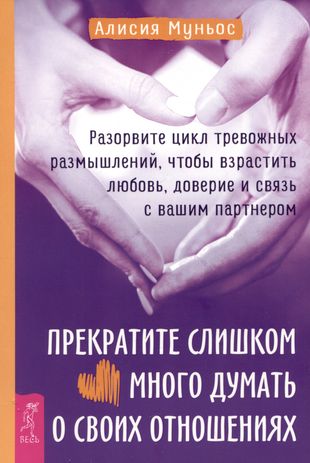 Алисия Муньос
Разорвите цикл тревожных
размышлений, чтобы взрастить
любовь, доверие и связь
с вашим партнером
ПРЕКРАТИТЕ СЛИШКОМ
МНОГО ДУМАТЬ
О СВОИХ ОТНОШЕНИЯХ
ВЕСЬ